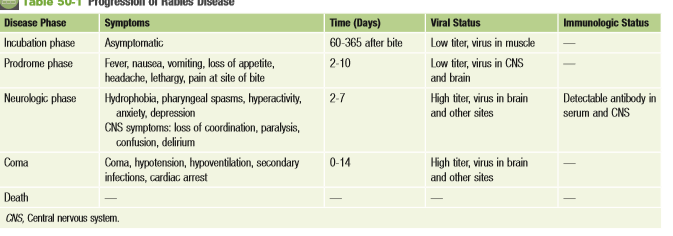 Table 50-1 Progression of Rabies Disease
Disease Phase Symptoms Time (Days) Viral Status Immunologic Status
Incubation phase Asymptomatic 60-365 after bite Low titer, virus in muscle —
Prodrome phase Fever, nausea, vomiting, loss of appetite, 2-10 Low titer, virus in CNS —
headache, lethargy, pain at site of bite and brain
Neurologic phase Hydrophobia, pharyngeal spasms, hyperactivity, 2-7 High titer, virus in brain Detectable antibody in
anxiety, depression and other sites serum and CNS
CNS symptoms: loss of coordination, paralysis,
confusion, delirium
Coma Coma, hypotension, hypoventilation, secondary 0-14 High titer, virus in brain —
infections, cardiac arrest and other sites
Death — — — —
CNS, Central nervous system.